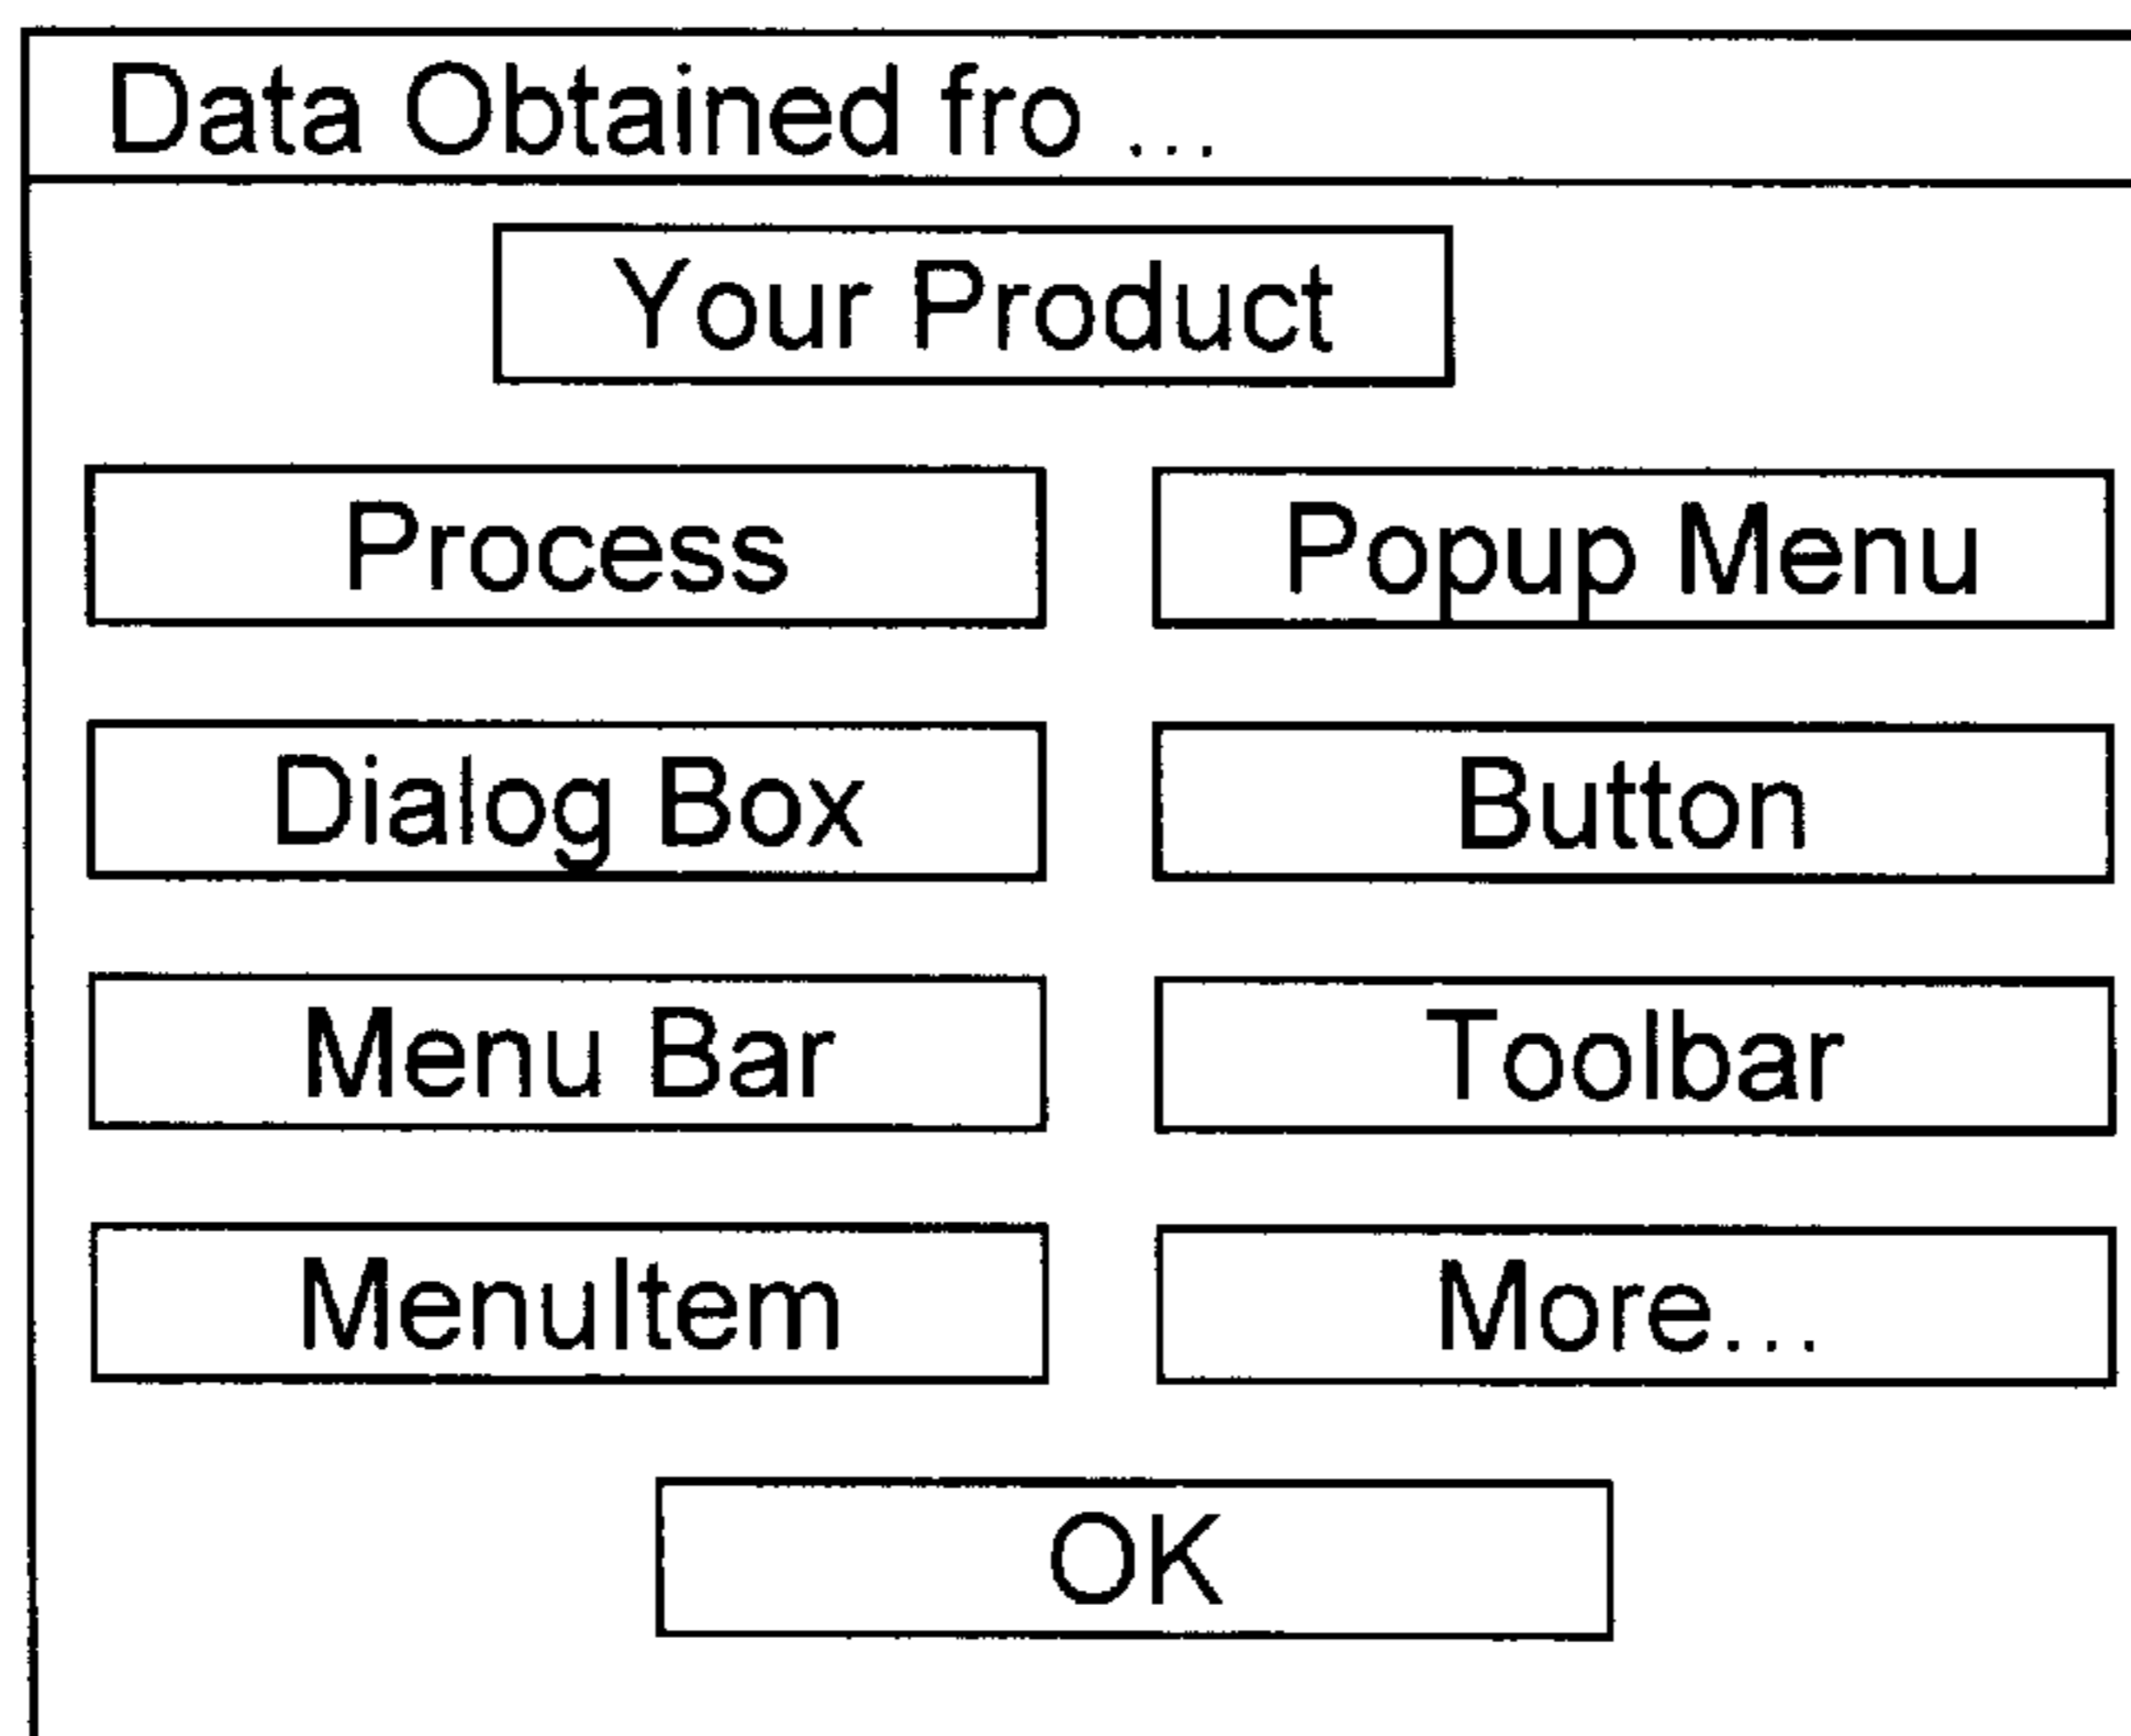 Data Obtained fro ...
Your Product
Process
Popup Menu
Dialog Box
Button
Menu Bar
Toolbar
MenuItem
More...
OK